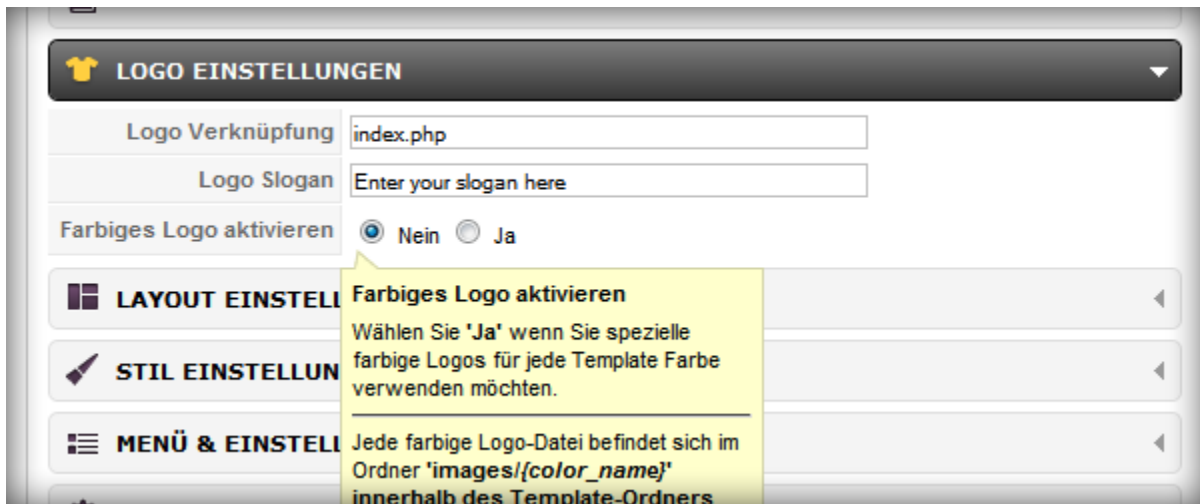 LOGO EINSTELLUNGEN
Logo Verknüpfung index.php
Logo Slogan Enter your slogan here
Farbiges Logo aktivieren Nein Ja
LAYOUT EINSTELL
STIL EINSTELLUN
MENÜ & EINSTELL
Farbiges Logo aktivieren
Wählen Sie 'Ja' wenn Sie spezielle
farbige Logos für jede Template Farbe
verwenden möchten.
Jede farbige Logo-Datei befindet sich im
Ordner 'images/{color_name}'
innerhalb des Template-Ordners